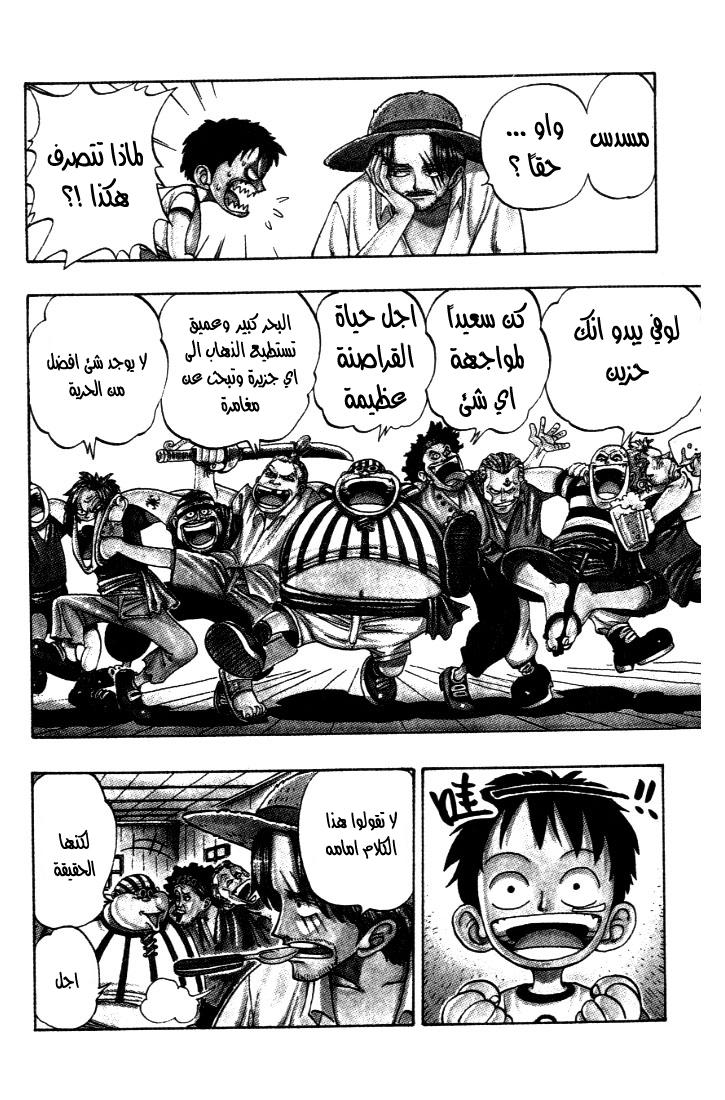 مسدس
واو ...
حقاً ؟
لماذا تتصرف
هكذا !؟
لوفي يبدو انك
حزين
كن سعيداً
لمواجهة
اي شئ
اجل حياة
القراصنة
عظيمة
البحر كبير وعميق
تستطيع الذهاب الى
اي جزيرة وتبحث عن
مغامرة
لا يوجد شئ افضل
من الحرية
哇 !!
لا تقولوا هذا
الكلام امامه
لكنها
الحقيقة
اجل